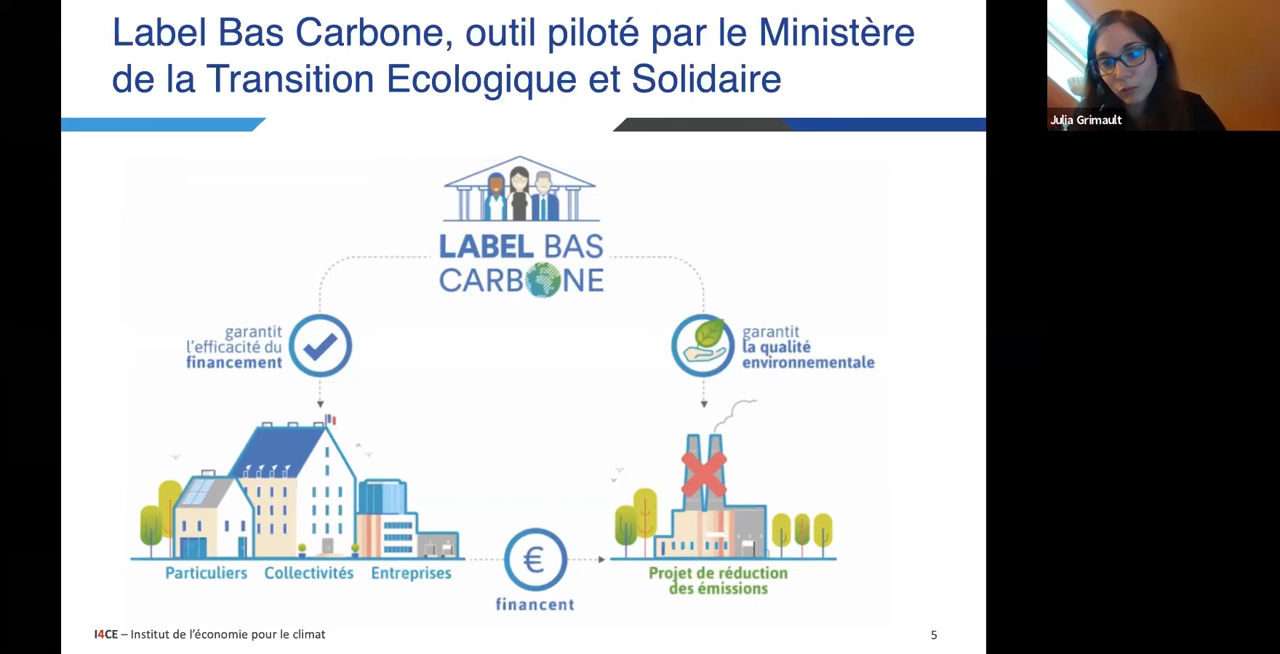 Label Bas Carbone, outil piloté par le Ministère
de la Transition Ecologique et Solidaire
Julia Grimault
LABEL BAS
CARBONE
garantit
l'efficacité du
financement
garantit
la qualité
environnementale
Particuliers Collectivités Entreprises
€
financent
Projet de réduction
des émissions
I4CE – Institut de l'économie pour le climat
5